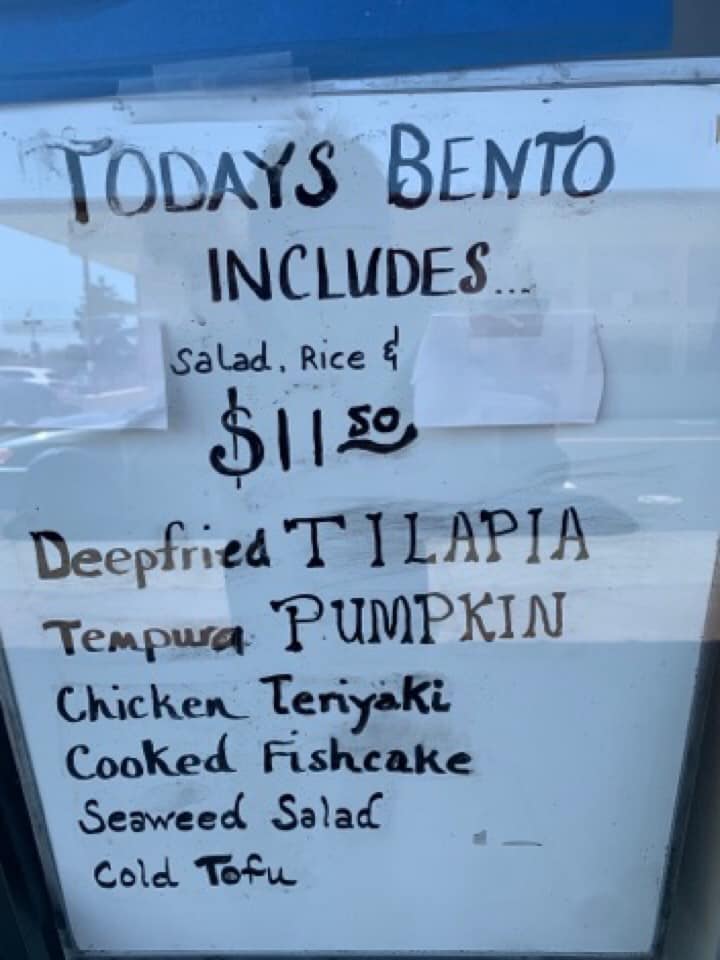 TODAYS BENTO
INCLUDES...
Salad, Rice &
$11 50
Deepfried TILAPIA
Tempura PUMPKIN
Chicken Teriyaki
Cooked Fishcake
Seaweed Salad
Cold Tofu